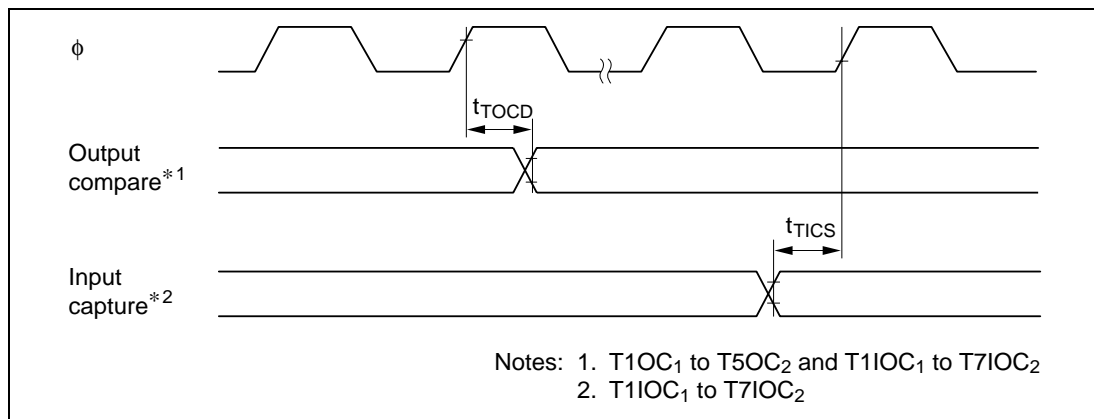 ϕ
tTOCD
Output
compare*1
tTICS
Input
capture*2
Notes: 1. T1OC1 to T5OC2 and T1IOC1 to T7IOC2
2. T1IOC1 to T7IOC2